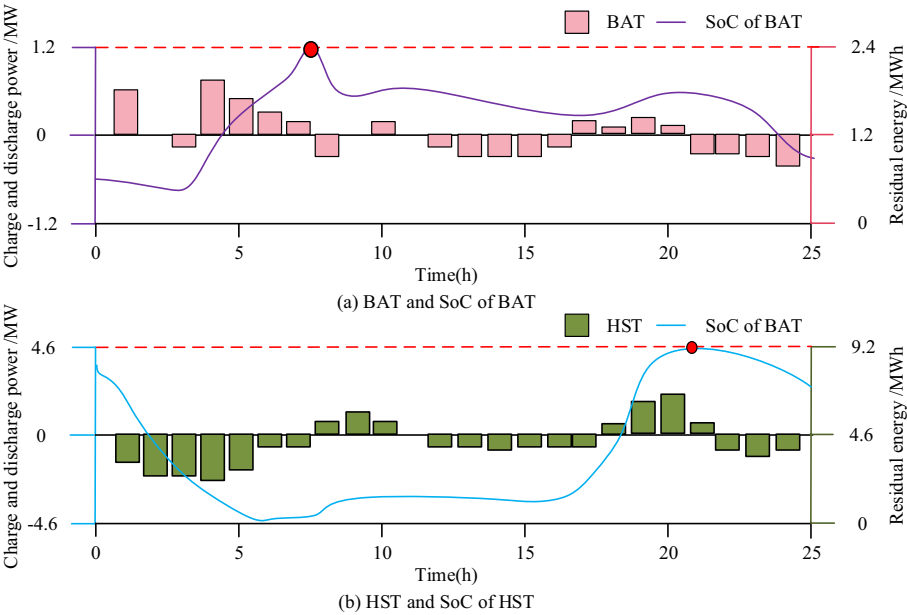 BAT SoC of BAT
Charge and discharge power /MW
1.2
0
-1.2
2.4
1.2
0
Residual energy /MWh
0 5 10 15 20 25
Time(h)
(a) BAT and SoC of BAT
HST SoC of BAT
Charge and discharge power /MW
4.6
0
-4.6
9.2
4.6
0
Residual energy /MWh
0 5 10 15 20 25
Time(h)
(b) HST and SoC of HST